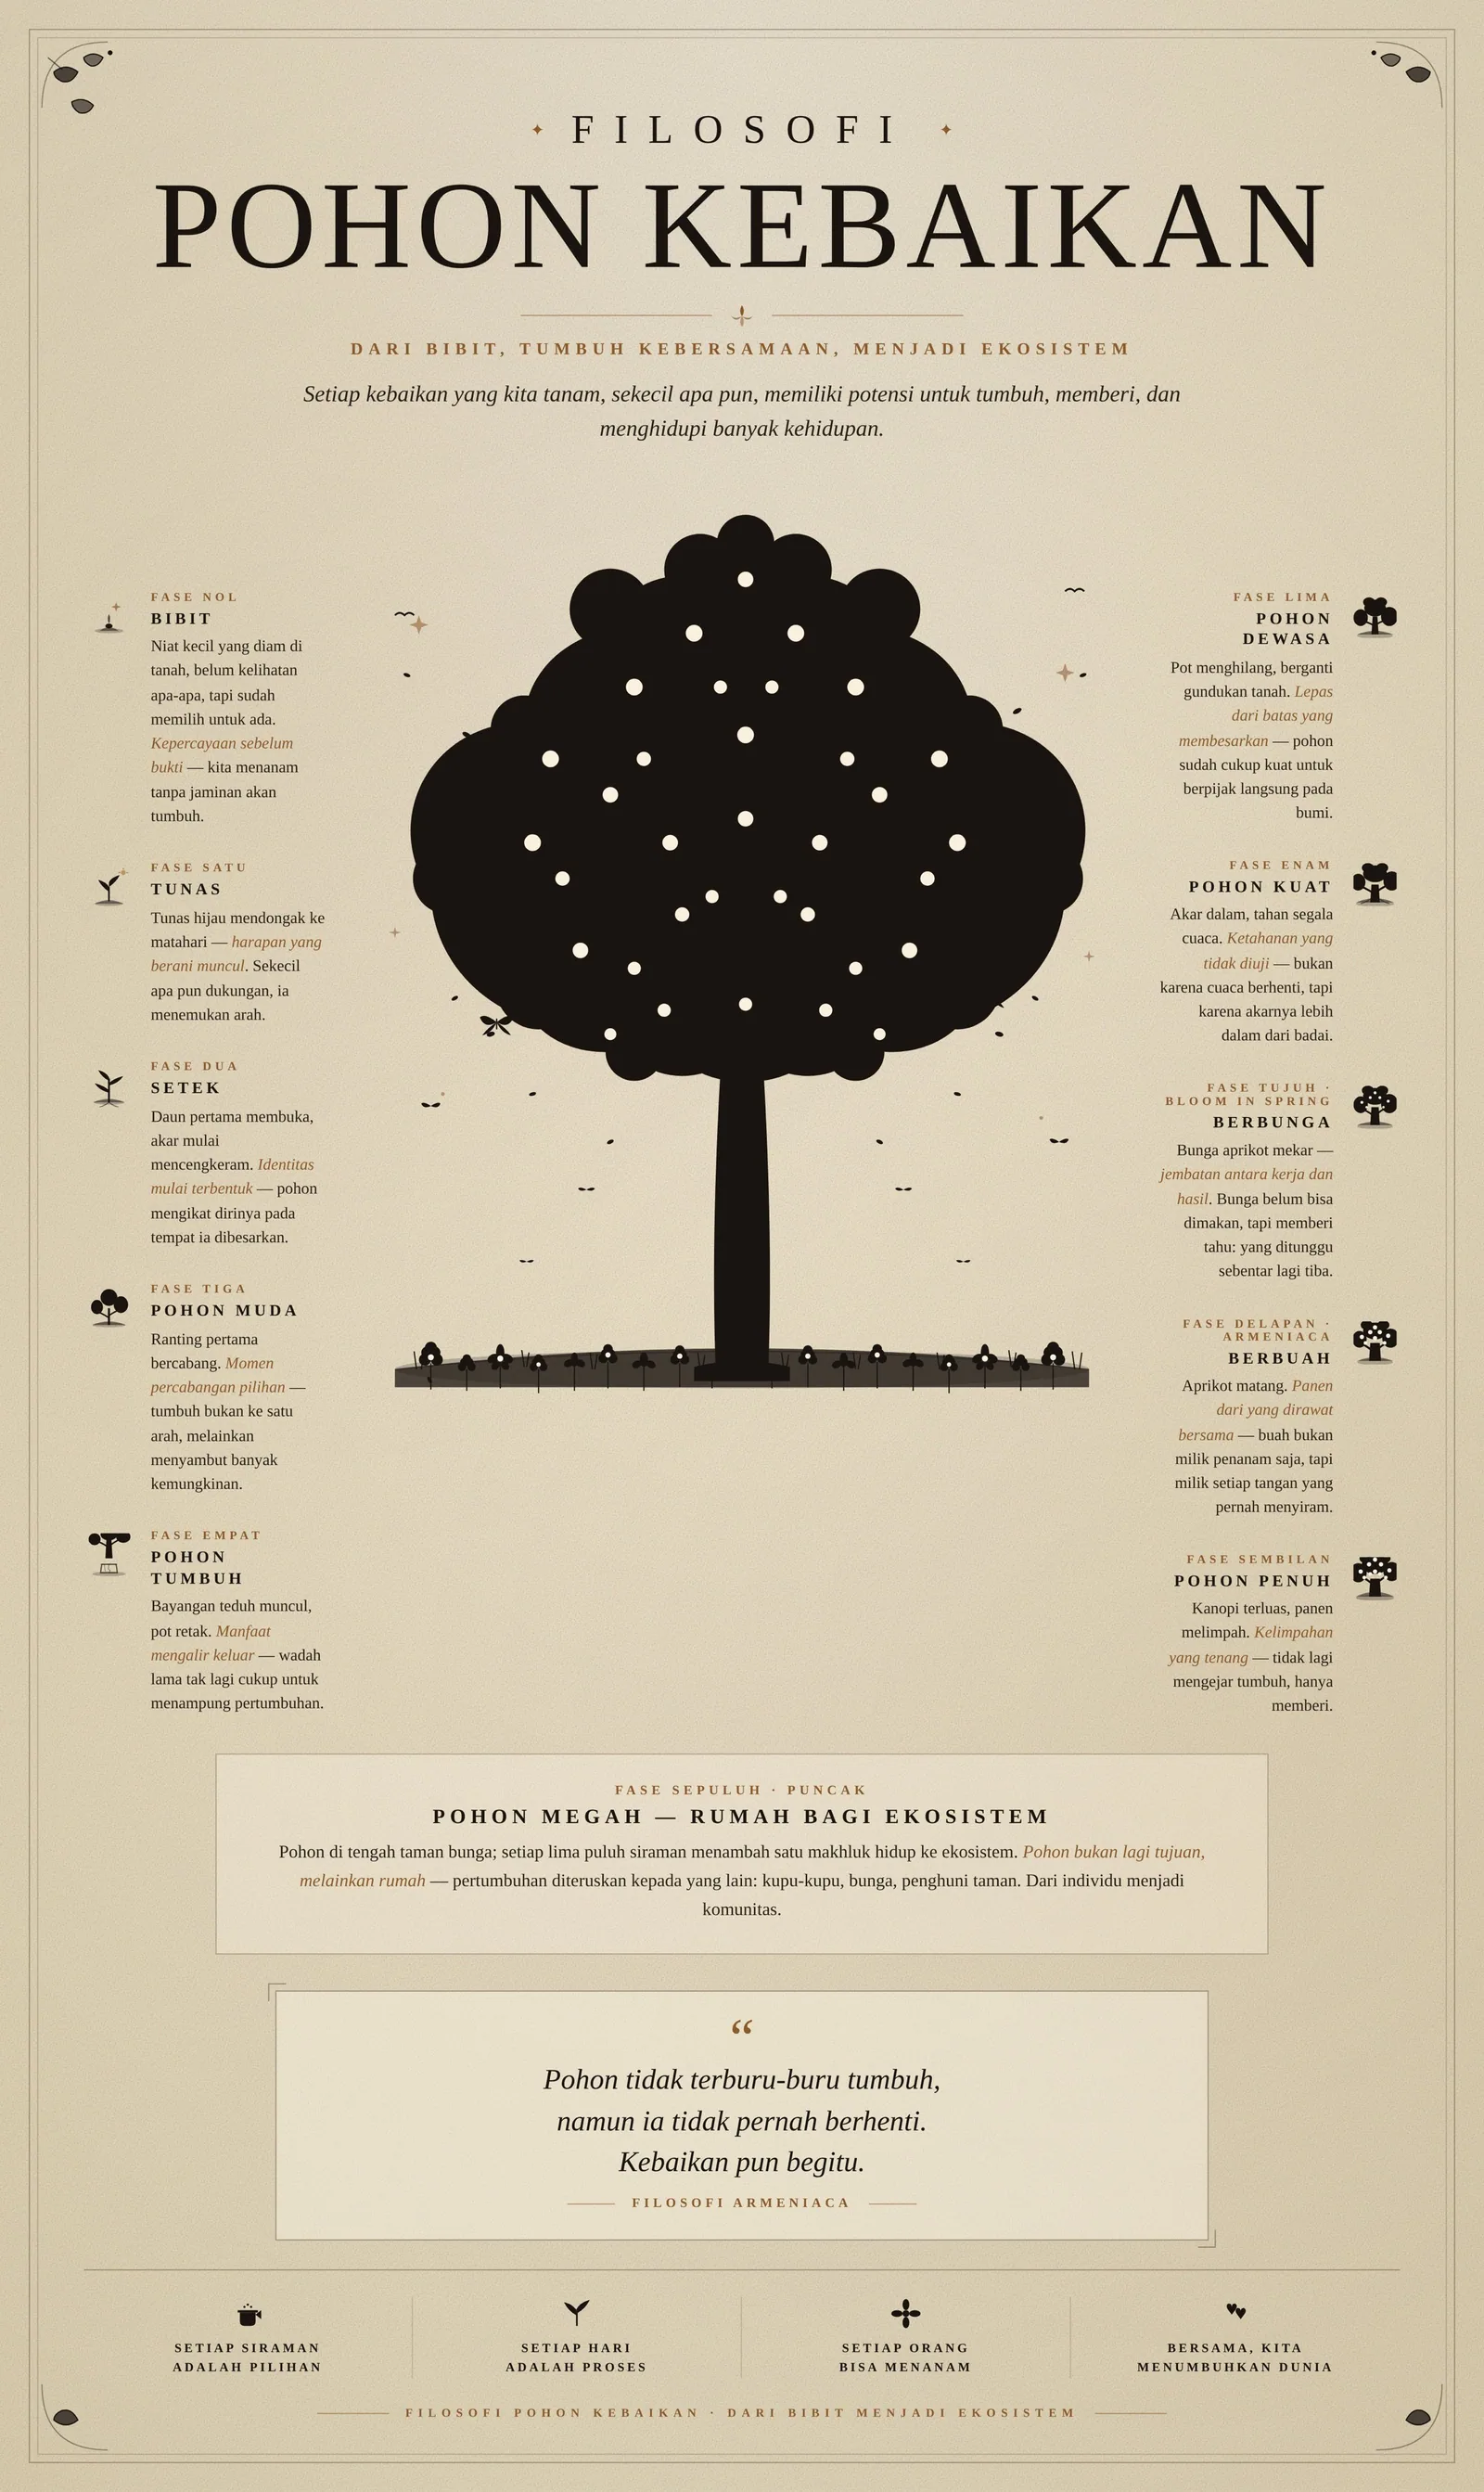 FILOSOFI
POHON KEBAIKAN
DARI BIBIT, TUMBUH KEBERSAMAAN, MENJADI EKOSISTEM
Setiap kebaikan yang kita tanam, sekecil apa pun, memiliki potensi untuk tumbuh, memberi, dan
menghidupi banyak kehidupan.
FASE NOL
BIBIT
Niat kecil yang diam di
tanah, belum kelihatan
apa-apa, tapi sudah
memilih untuk ada.
Kepercayaan sebelum
bukti — kita menanam
tanpa jaminan akan
tumbuh.
FASE SATU
TUNAS
Tunas hijau mendongak ke
matahari — harapan yang
berani muncul. Sekecil
apa pun dukungan, ia
menemukan arah.
FASE DUA
SETEK
Daun pertama membuka,
akar mulai
mencengkeram. Identitas
mulai terbentuk — pohon
mengikat dirinya pada
tempat ia dibesarkan.
FASE TIGA
POHON MUDA
Ranting pertama
bercabang. Momen
percabangan pilihan —
tumbuh bukan ke satu
arah, melainkan
menyambut banyak
kemungkinan.
FASE EMPAT
POHON
TUMBUH
Bayangan teduh muncul,
pot retak. Manfaat
mengalir keluar — wadah
lama tak lagi cukup untuk
menampung pertumbuhan.
FASE LIMA
POHON
DEWASA
Pot menghilang, berganti
gundukan tanah. Lepas
dari batas yang
membesarkan — pohon
sudah cukup kuat untuk
berpijak langsung pada
bumi.
FASE ENAM
POHON KUAT
Akar dalam, tahan segala
cuaca. Ketahanan yang
tidak diuji — bukan
karena cuaca berhenti, tapi
karena akarnya lebih
dalam dari badai.
FASE TUJUH ·
BLOOM IN SPRING
BERBUNGA
Bunga aprikot mekar —
jembatan antara kerja dan
hasil. Bunga belum bisa
dimakan, tapi memberi
tahu: yang ditunggu
sebentar lagi tiba.
FASE DELAPAN ·
ARMENIACA
BERBUAH
Aprikot matang. Panen
dari yang dirawat
bersama — buah bukan
milik penanam saja, tapi
milik setiap tangan yang
pernah menyiram.
FASE SEMBILAN
POHON PENUH
Kanopi terluas, panen
melimpah. Kelimpahan
yang tenang — tidak lagi
mengejar tumbuh, hanya
memberi.
FASE SEPULUH · PUNCAK
POHON MEGAH — RUMAH BAGI EKOSISTEM
Pohon di tengah taman bunga; setiap lima puluh siraman menambah satu makhluk hidup ke ekosistem. Pohon bukan lagi tujuan,
melainkan rumah — pertumbuhan diteruskan kepada yang lain: kupu-kupu, bunga, penghuni taman. Dari individu menjadi
komunitas.
“
Pohon tidak terburu-buru tumbuh,
namun ia tidak pernah berhenti.
Kebaikan pun begitu.
FILOSOFI ARMENIACA
SETIAP SIRAMAN
ADALAH PILIHAN
SETIAP HARI
ADALAH PROSES
SETIAP ORANG
BISA MENANAM
BERSAMA, KITA
MENUMBUHKAN DUNIA
FILOSOFI POHON KEBAIKAN · DARI BIBIT MENJADI EKOSISTEM